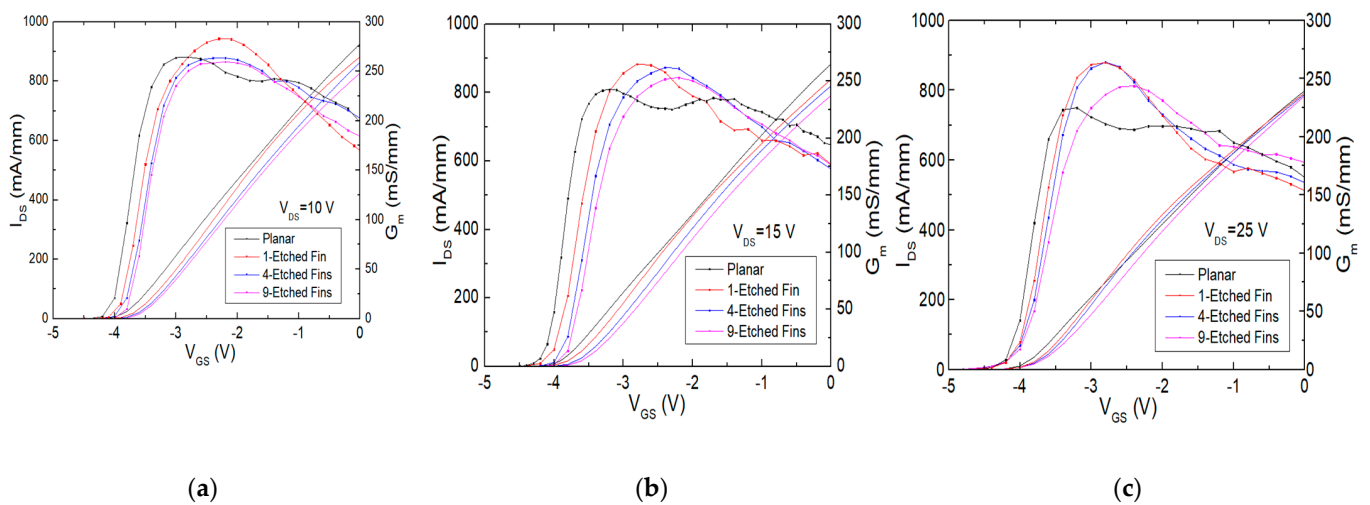 1000
800
600
400
200
0
I_DS (mA/mm)
300
250
200
150
100
50
0
G_m (mS/mm)
V_DS=10 V
Planar
1-Etched Fin
4-Etched Fins
9-Etched Fins
-5 -4 -3 -2 -1 0
V_GS (V)
(a)
1000
800
600
400
200
0
I_DS (mA/mm)
300
250
200
150
100
50
0
G_m (mS/mm)
V_DS=15 V
Planar
1-Etched Fin
4-Etched Fins
9-Etched Fins
-5 -4 -3 -2 -1 0
V_GS (V)
(b)
1000
800
600
400
200
0
I_DS (mA/mm)
300
250
200
150
100
50
0
G_m (mS/mm)
V_DS=25 V
Planar
1-Etched Fin
4-Etched Fins
9-Etched Fins
-5 -4 -3 -2 -1 0
V_GS (V)
(c)